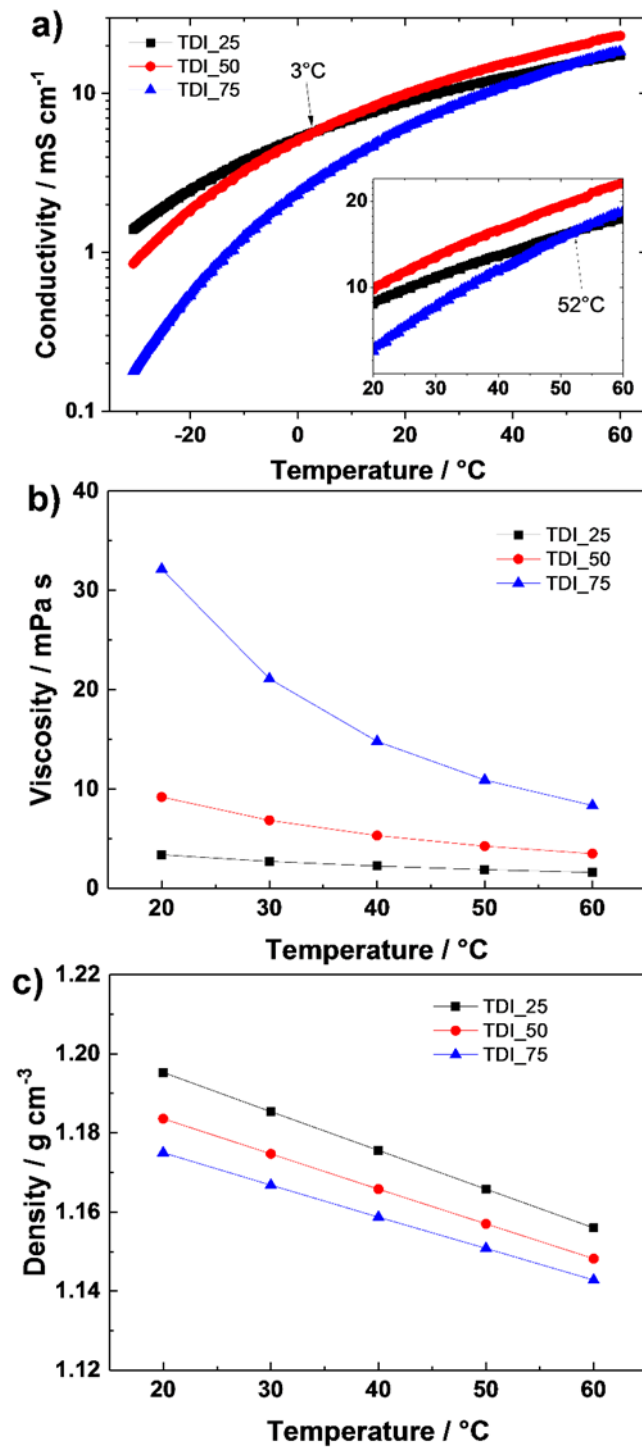 a)
TDI_25
TDI_50
TDI_75
3°C
10
1
0.1
Conductivity / mS cm⁻¹
20
10
52°C
20 30 40 50 60
-20 0 20 40 60
Temperature / °C
b)
40
30
20
10
0
Viscosity / mPa s
TDI_25
TDI_50
TDI_75
20 30 40 50 60
Temperature / °C
c)
1.22
1.20
1.18
1.16
1.14
1.12
Density / g cm⁻³
TDI_25
TDI_50
TDI_75
20 30 40 50 60
Temperature / °C